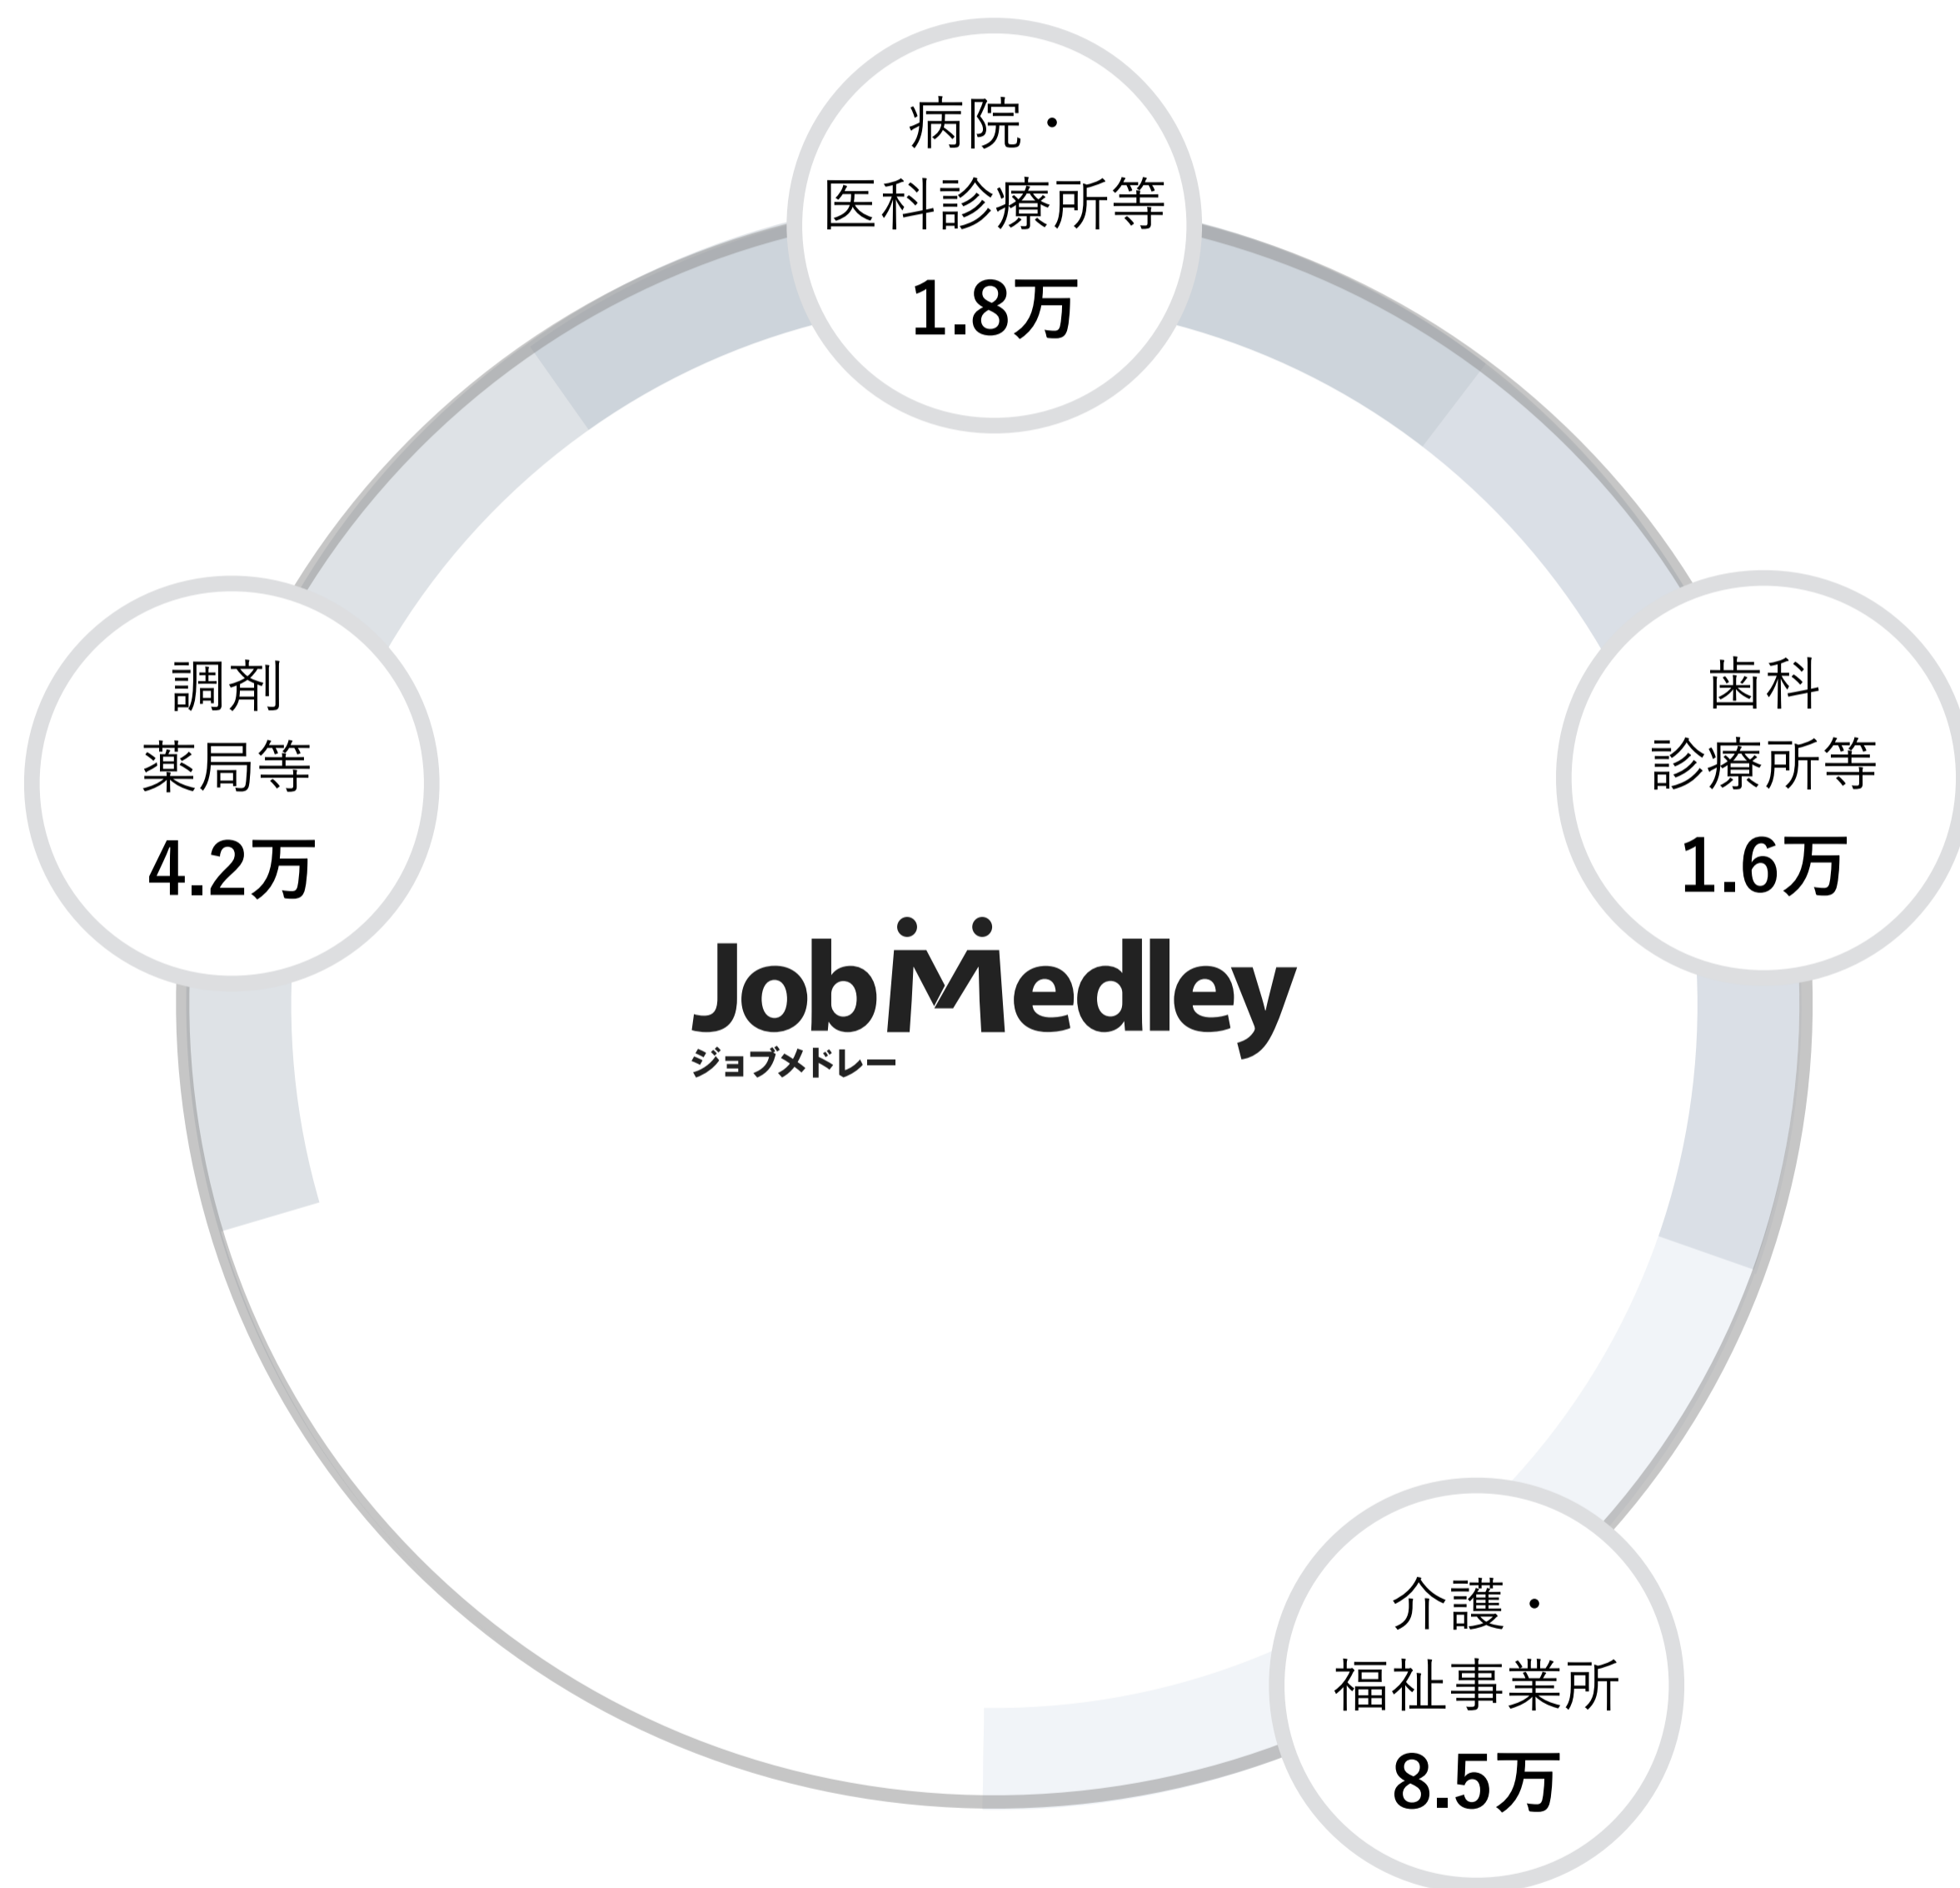 病院・
医科診療所等
1.8万
調剤
薬局等
4.2万
歯科
診療所等
1.6万
JobMedley
ジョブメドレー
介護・
福祉事業所
8.5万